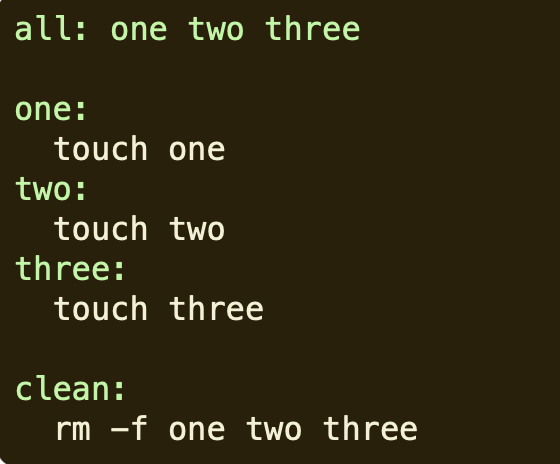 all: one two three
one:
  touch one
two:
  touch two
three:
  touch three
clean:
  rm -f one two three